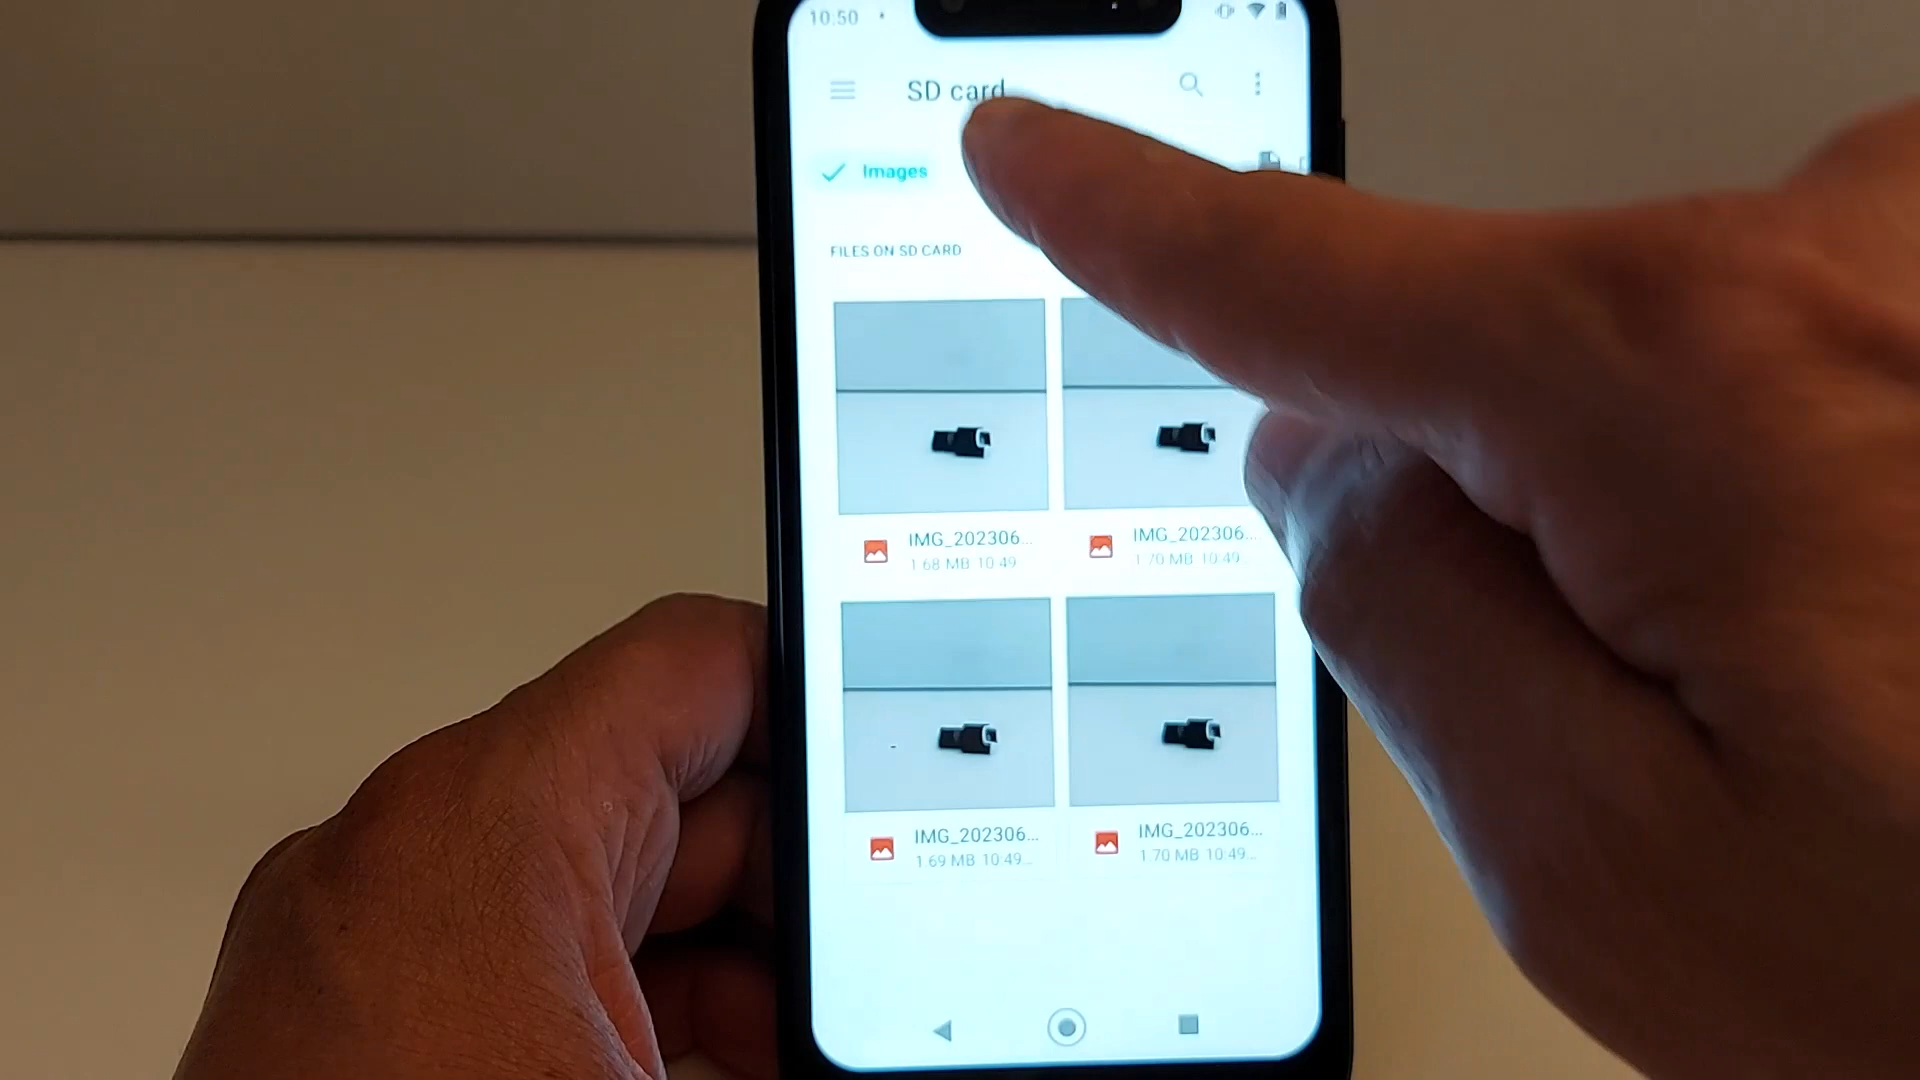 10:50
SD card
Images
FILES ON SD CARD
IMG_202306...
1.68 MB 10:49
IMG_202306...
1.70 MB 10:49...
IMG_202306...
1.69 MB 10:49...
IMG_202306...
1.70 MB 10:49...